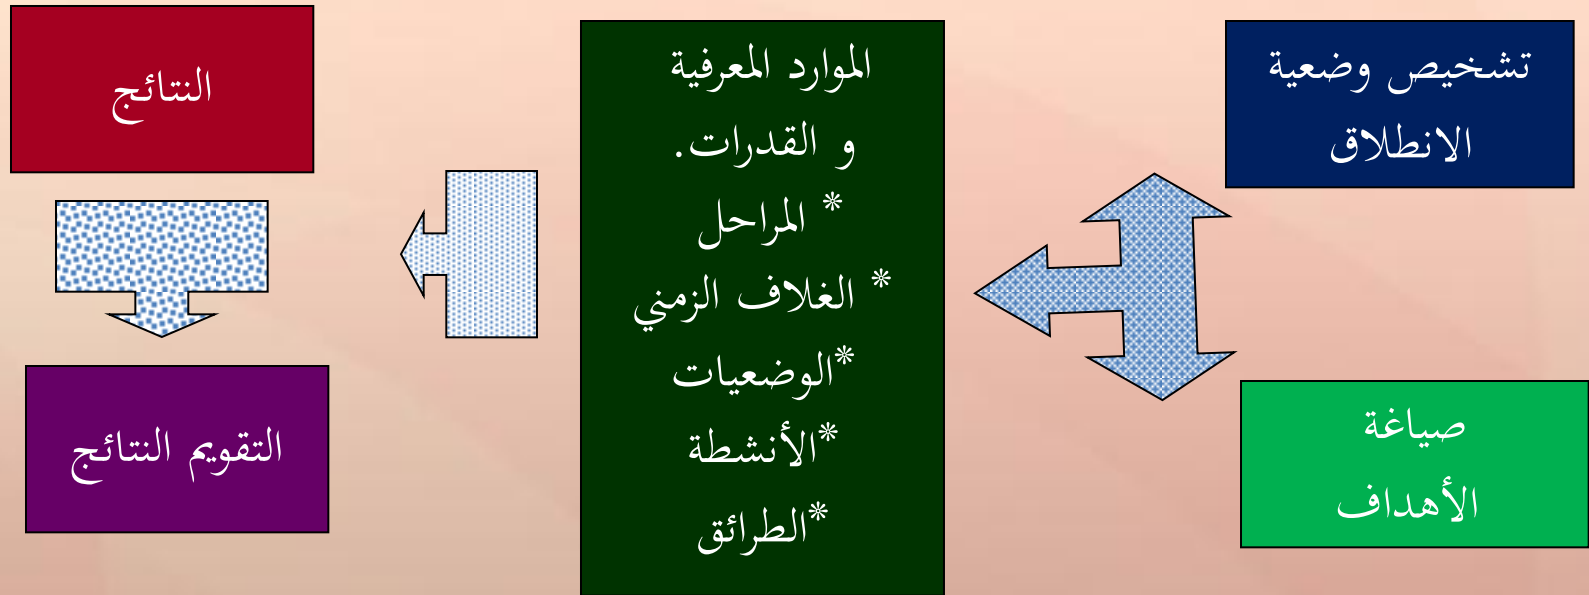 تشخيص وضعية
الانطلاق
صياغة
الأهداف
الموارد المعرفية
و القدرات.
* المراحل
* الغلاف الزمني
*الوضعيات
*الأنشطة
*الطرائق
النتائج
التقويم النتائج